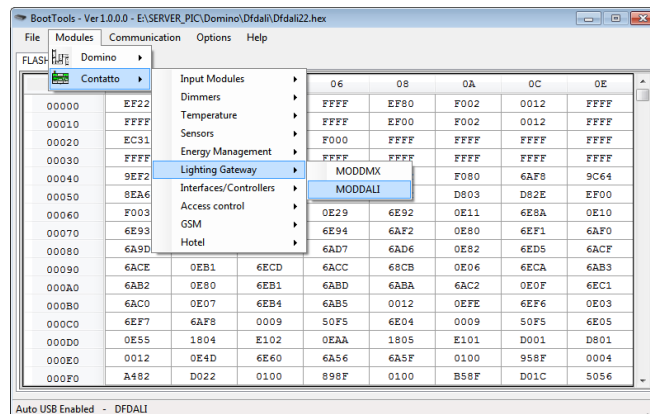 BootTools - Ver 1.0.0.0 - E:\SERVER_PIC\Domino\Dfdali\Dfdali22.hex
File Modules Communication Options Help
FLASH
Domino
Contatto
Input Modules
Dimmers
Temperature
Sensors
Energy Management
Lighting Gateway
Interfaces/Controllers
Access control
GSM
Hotel
MODDMX
MODDALI
06 08 0A 0C 0E
00000 EF22 FFFF EF80 F002 0012 FFFF
00010 FFFF FFFF EF00 F002 0012 FFFF
00020 EC31 F000 FFFF FFFF FFFF FFFF
00030 FFFF FFFF FFFF FFFF FFFF FFFF
00040 9EF2 F080 6AF8 9C64
00050 8EA6 D803 D82E EF00
00060 F003 0E29 6E92 0E11 6E8A 0E10
00070 6E93 6E94 6AF2 0E80 6EF1 6AF0
00080 6A9D 6AD7 6AD6 0E82 6ED5 6ACF
00090 6ACE 0EB1 6ECD 6ACC 68CB 0E06 6ECA 6AB3
000A0 6AB2 0E80 6EB1 6ABD 6ABA 6AC2 0E0F 6EC1
000B0 6AC0 0E07 6EB4 6AB5 0012 0EFE 6EF6 0E03
000C0 6EF7 6AF8 0009 50F5 6E04 0009 50F5 6E05
000D0 0E55 1804 E102 0EAA 1805 E101 D001 D801
000E0 0012 0E4D 6E60 6A56 6A5F 0100 958F 0004
000F0 A482 D022 0100 898F 0100 B58F D01C 5056
Auto USB Enabled - DFDALI